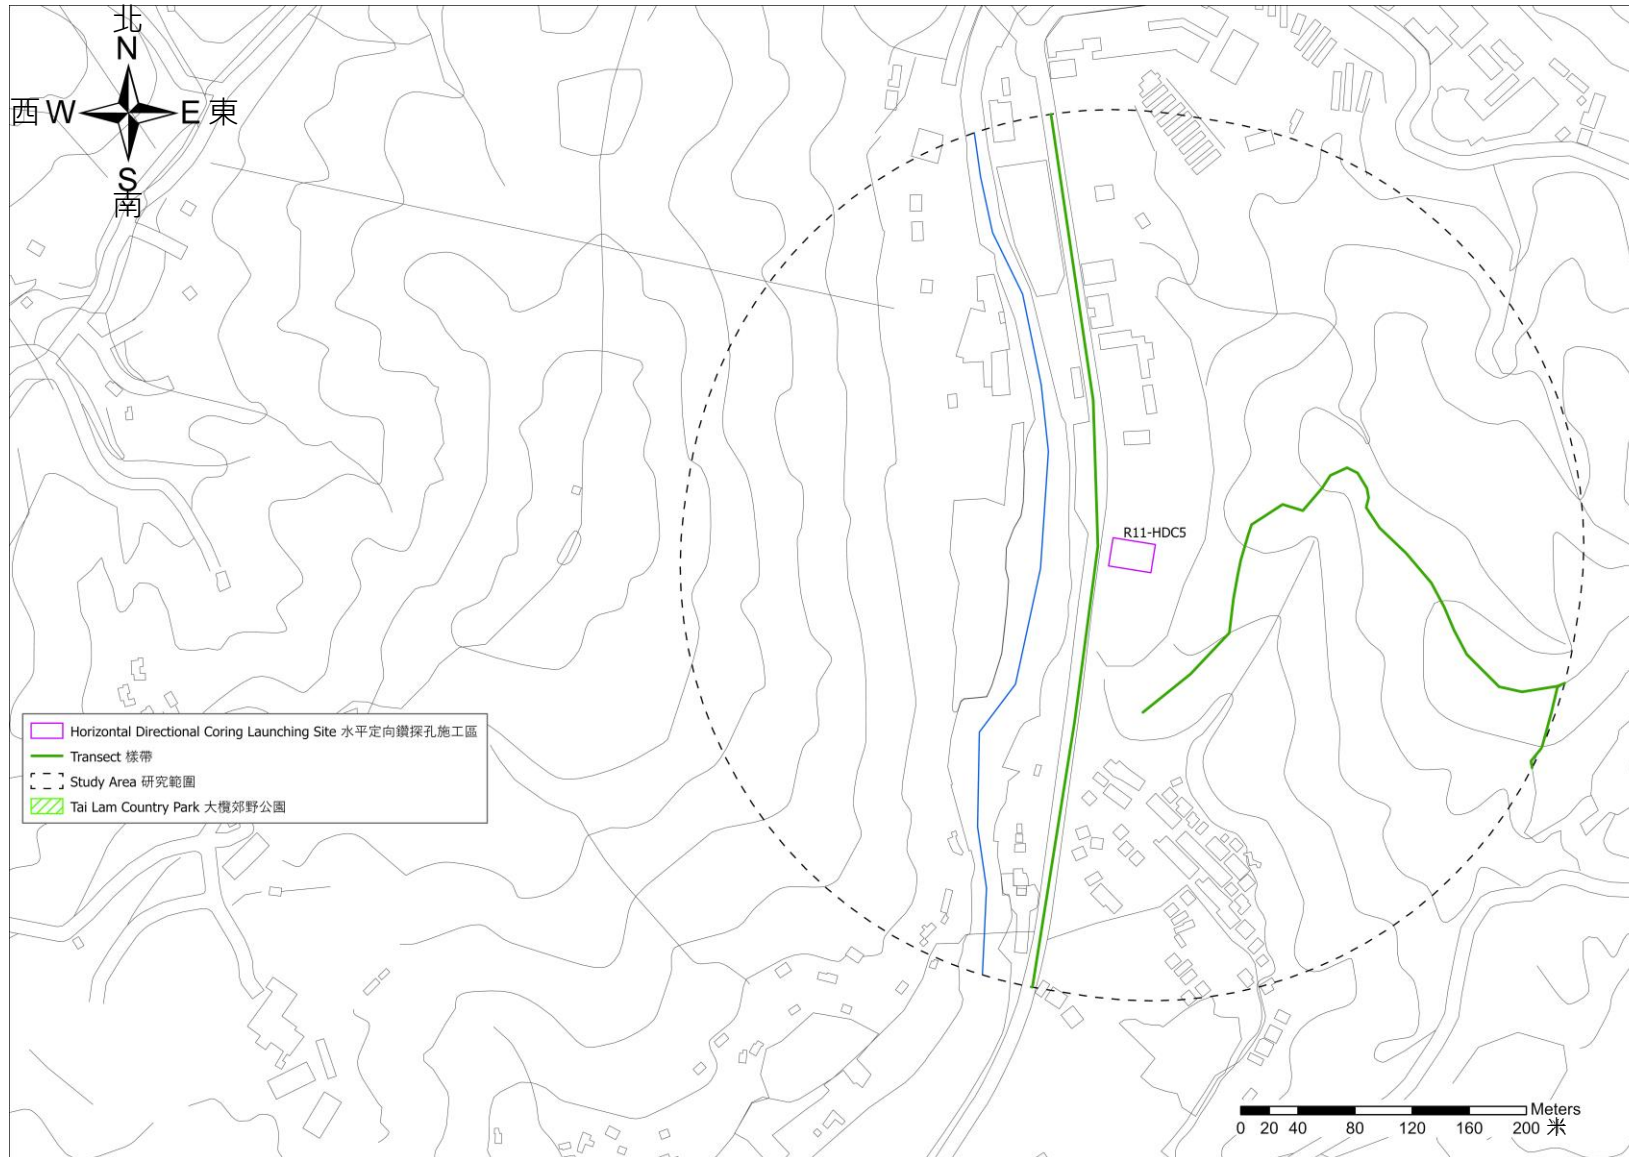 北
N
西 W E 東
S
南
R11-HDC5
Horizontal Directional Coring Launching Site 水平定向鑽探孔施工區
Transect 樣帶
Study Area 研究範圍
Tai Lam Country Park 大欖郊野公園
Meters
0 20 40 80 120 160 200 米